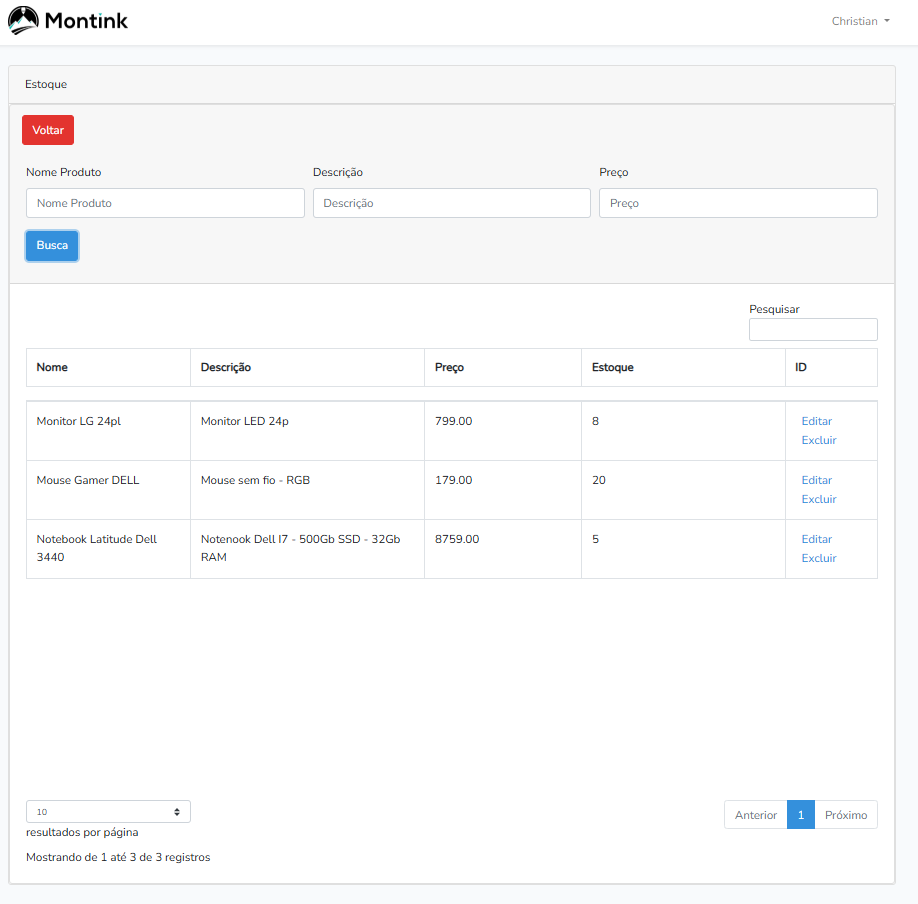 Montink
Christian
Estoque
Voltar
Nome Produto Descrição Preço
Nome Produto Descrição Preço
Busca
Pesquisar
Nome Descrição Preço Estoque ID
Monitor LG 24pl Monitor LED 24p 799.00 8 Editar
Excluir
Mouse Gamer DELL Mouse sem fio - RGB 179.00 20 Editar
Excluir
Notebook Latitude Dell Notenook Dell I7 - 500Gb SSD - 32Gb 8759.00 5 Editar
3440 RAM Excluir
10 Anterior 1 Próximo
resultados por página
Mostrando de 1 até 3 de 3 registros